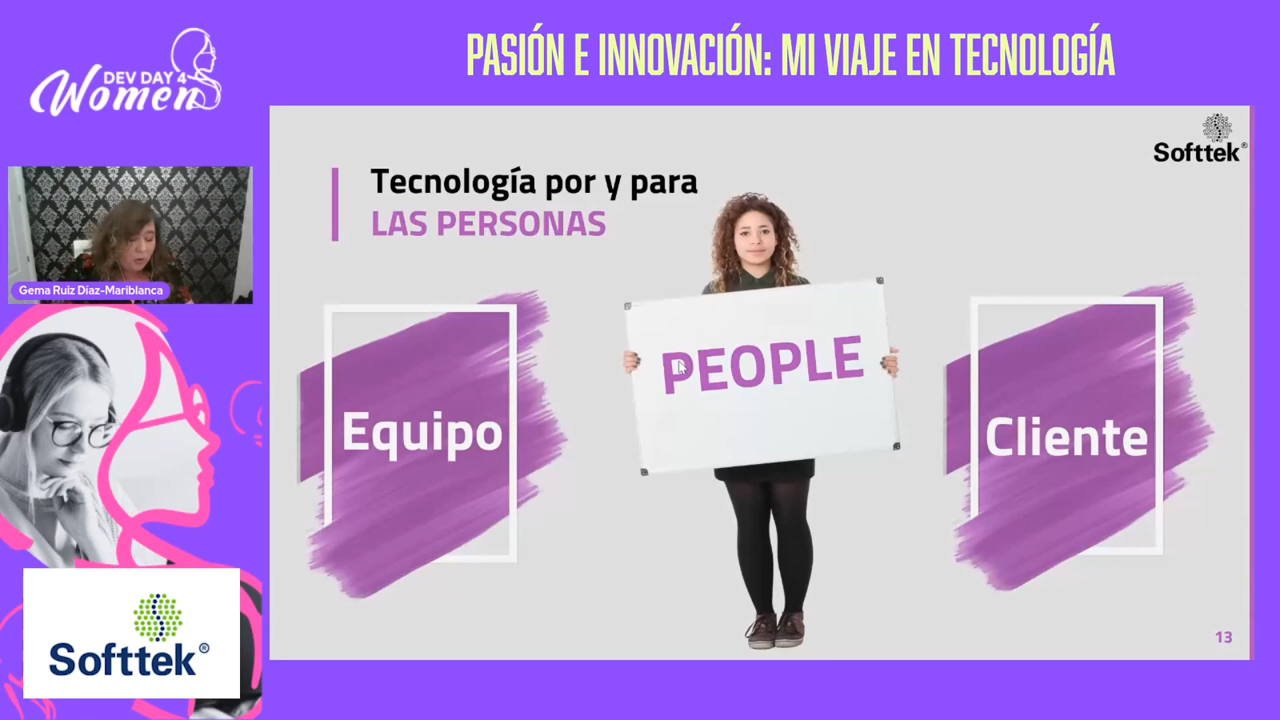 DEV DAY 4
Women
PASIÓN E INNOVACIÓN: MI VIAJE EN TECNOLOGÍA
Gema Ruiz Díaz-Mariblanca
Softtek®
Softtek®
Tecnología por y para
LAS PERSONAS
Equipo
PEOPLE
Cliente
13